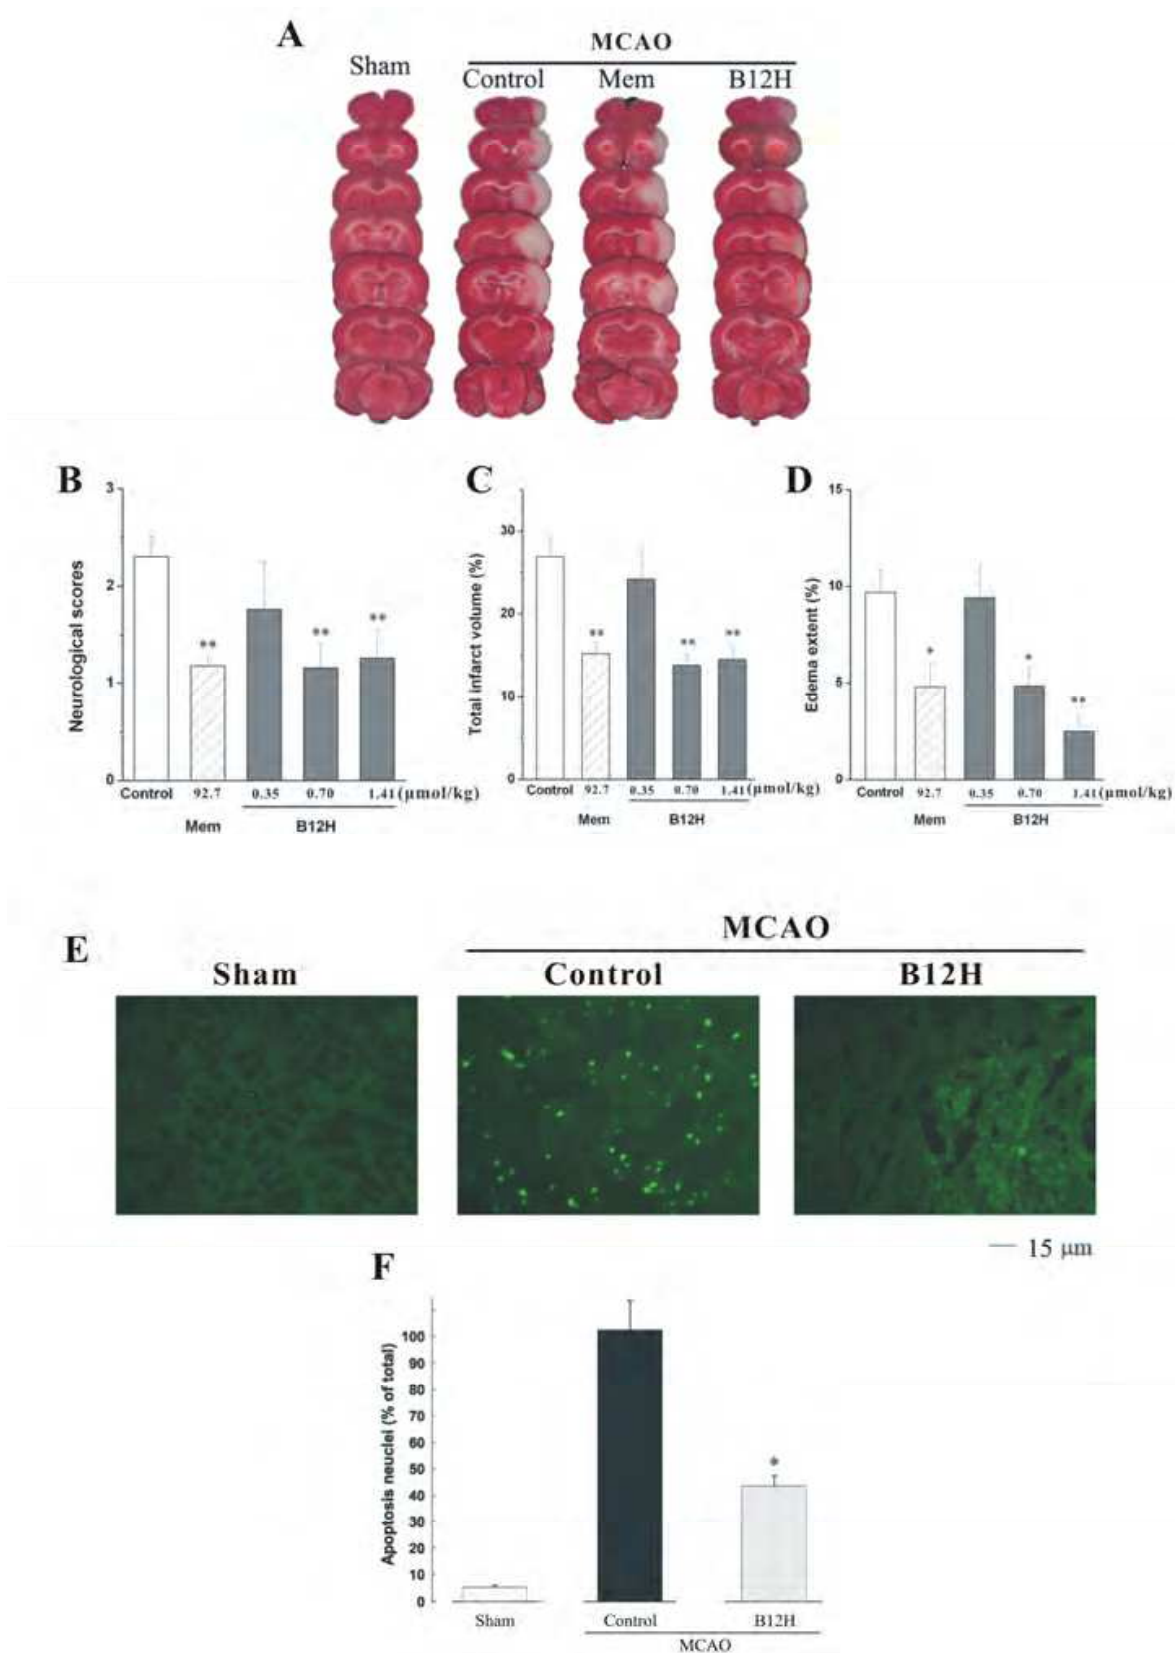 A
MCAO
Sham
Control Mem B12H
B
3
2
1
0
Neurological scores
Control 92.7 0.35 0.70 1.41 (μmol/kg)
Mem B12H
C
30
20
10
0
Total infarct volume (%)
Control 92.7 0.35 0.70 1.41 (μmol/kg)
Mem B12H
D
15
10
5
0
Edema extent (%)
Control 92.7 0.35 0.70 1.41 (μmol/kg)
Mem B12H
** ** **
** ** **
* * **
E
MCAO
Sham Control B12H
15 μm
F
100
90
80
70
60
50
40
30
20
10
0
Apoptosis neuclei (% of total)
*
Sham Control B12H
MCAO